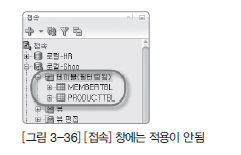 접속
접속
로컬-HR
로컬-Shop
테이블(필터링됨)
MEMBERTBL
PRODUCTTBL
뷰
뷰 편집
[그림 3-36] [접속] 창에는 적용이 안됨